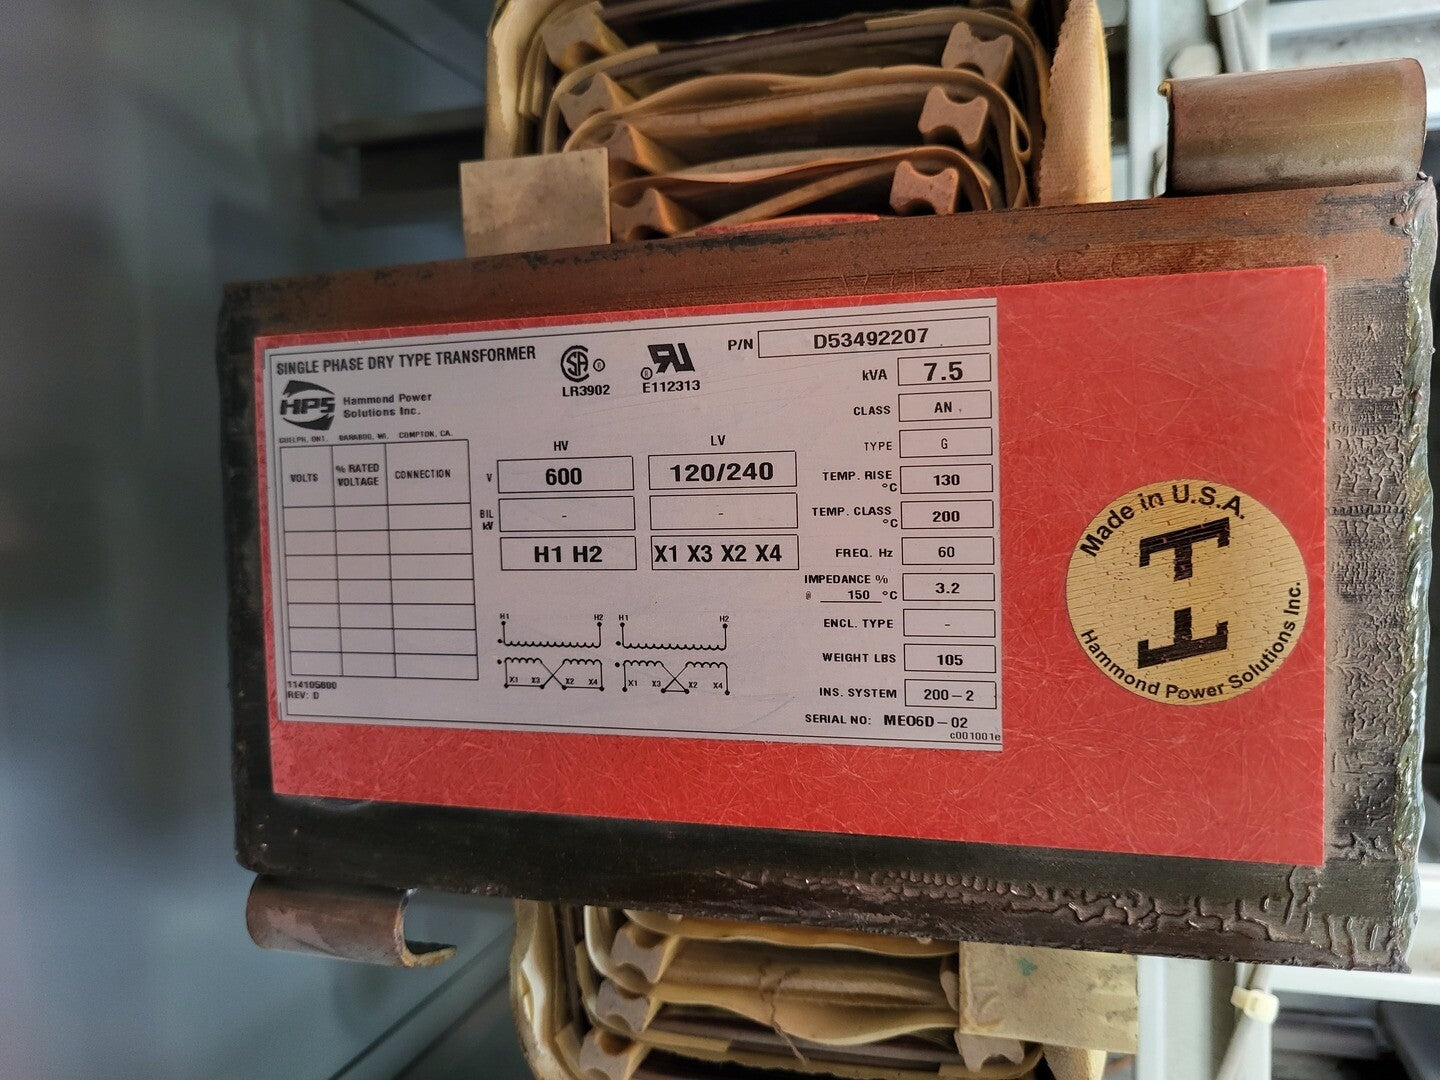 SINGLE PHASE DRY TYPE TRANSFORMER
HPS
Hammond Power
Solutions Inc.
GUELPH, ONT. BARABOO, WI. COMPTON, CA.
LR3902
E112313
P/N D53492207
kVA 7.5
CLASS AN
TYPE G
TEMP. RISE °C 130
TEMP. CLASS °C 200
FREQ. Hz 60
IMPEDANCE %
@ 150 °C 3.2
ENCL. TYPE -
WEIGHT LBS 105
INS. SYSTEM 200-2
SERIAL NO: ME06D-02
c001001e
VOLTS % RATED VOLTAGE CONNECTION
HV LV
V 600 120/240
BIL kV - -
H1 H2 X1 X3 X2 X4
H1 H2 H1 H2
X1 X3 X2 X4 X1 X3 X2 X4
114105800
REV: D
Made in U.S.A.
Hammond Power Solutions Inc.